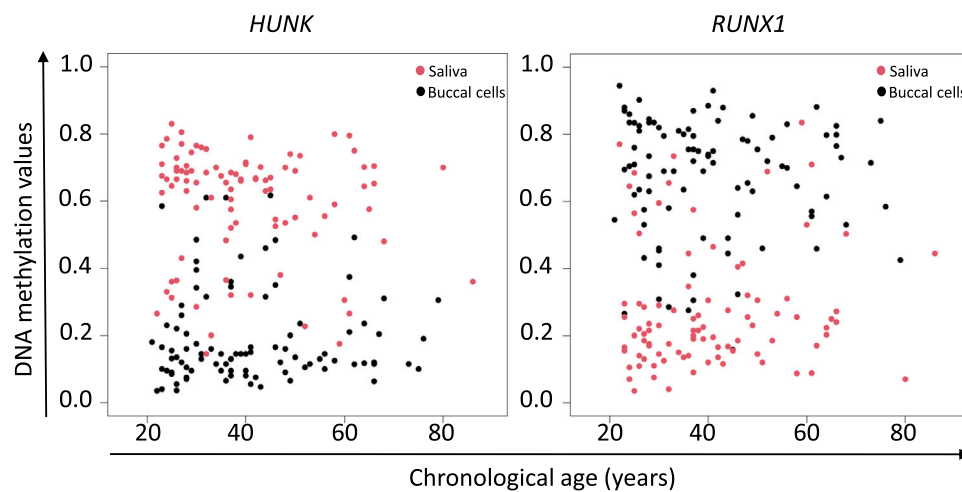 HUNK
RUNX1
DNA methylation values
1.0
0.8
0.6
0.4
0.2
0.0
Saliva
Buccal cells
20
40
60
80
1.0
0.8
0.6
0.4
0.2
0.0
Saliva
Buccal cells
20
40
60
80
Chronological age (years)